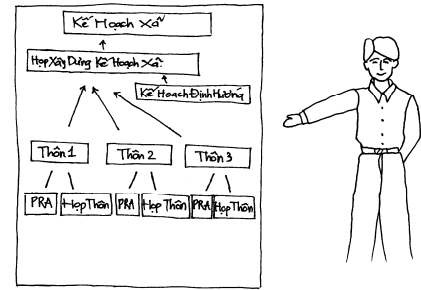 Kế Hoạch Xã
Họp Xây Dựng Kế Hoạch Xã
Kế Hoạch Định Hướng
Thôn 1 Thôn 2 Thôn 3
PRA Họp Thôn PRA Họp Thôn PRA Họp Thôn